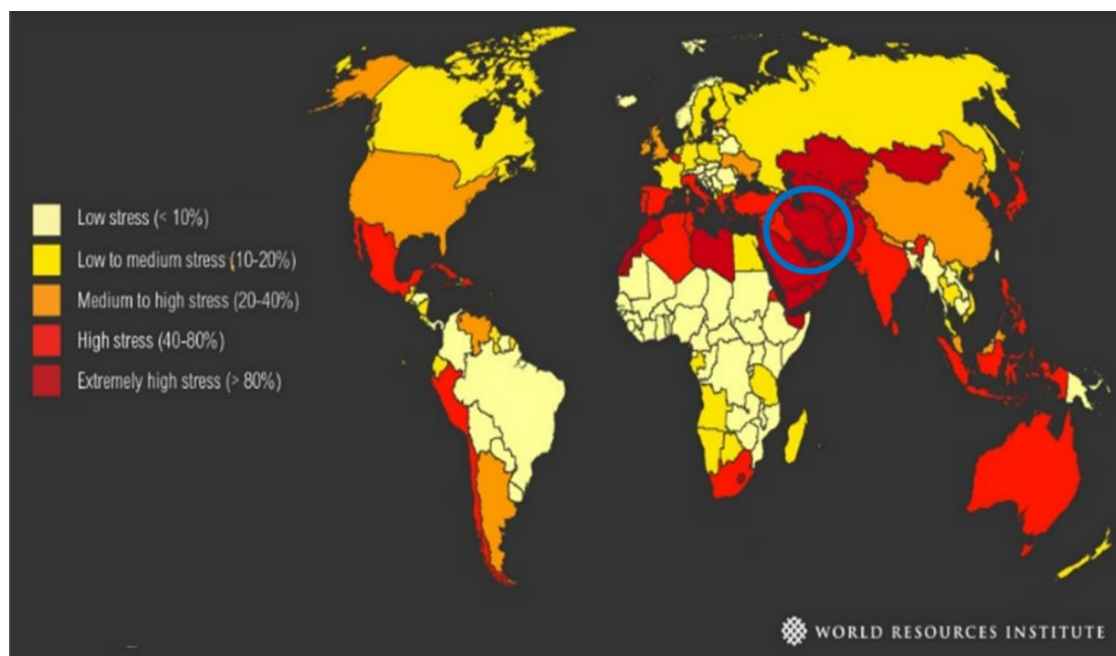 Low stress (< 10%)
Low to medium stress (10-20%)
Medium to high stress (20-40%)
High stress (40-80%)
Extremely high stress (> 80%)
WORLD RESOURCES INSTITUTE